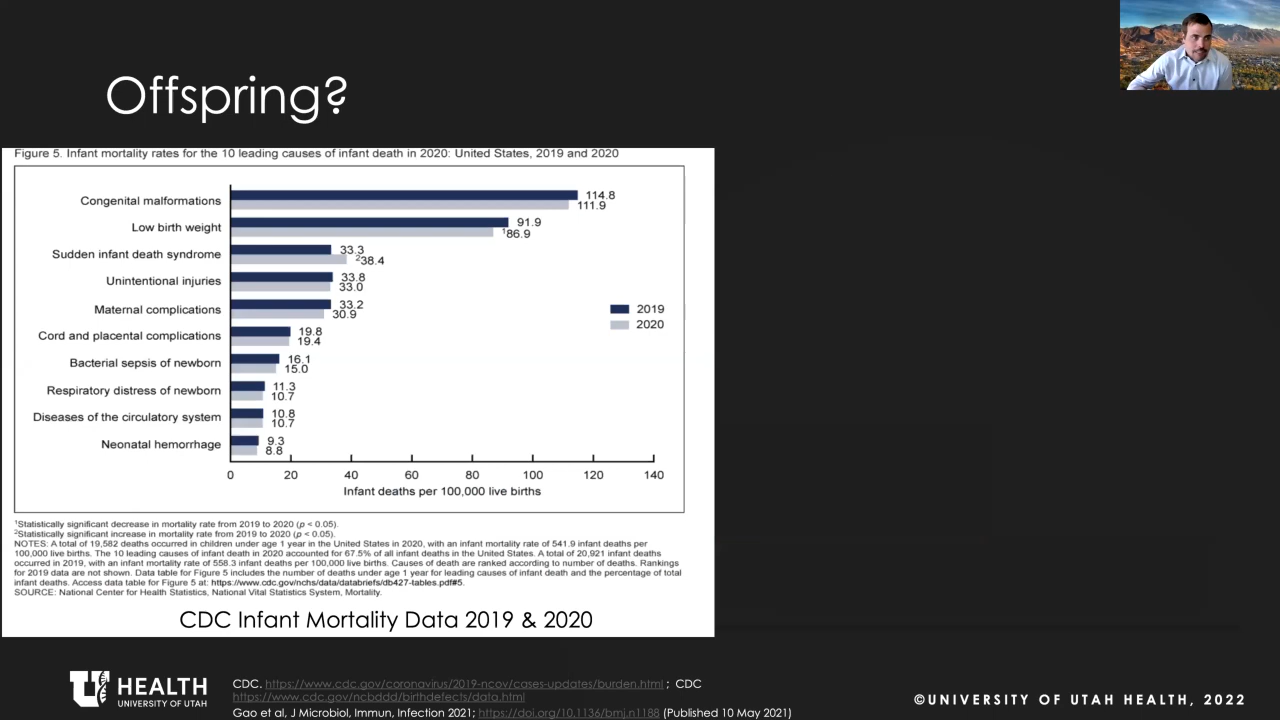 Offspring?
Figure 5. Infant mortality rates for the 10 leading causes of infant death in 2020: United States, 2019 and 2020
Congenital malformations
114.8
111.9
Low birth weight
91.9
¹86.9
Sudden infant death syndrome
33.3
²38.4
Unintentional injuries
33.8
33.0
Maternal complications
33.2
30.9
Cord and placental complications
19.8
19.4
Bacterial sepsis of newborn
16.1
15.0
Respiratory distress of newborn
11.3
10.7
Diseases of the circulatory system
10.8
10.7
Neonatal hemorrhage
9.3
8.8
2019
2020
0 20 40 60 80 100 120 140
Infant deaths per 100,000 live births
¹Statistically significant decrease in mortality rate from 2019 to 2020 (p < 0.05).
²Statistically significant increase in mortality rate from 2019 to 2020 (p < 0.05).
NOTES: A total of 19,582 deaths occurred in children under age 1 year in the United States in 2020, with an infant mortality rate of 541.9 infant deaths per
100,000 live births. The 10 leading causes of infant death in 2020 accounted for 67.5% of all infant deaths in the United States. A total of 20,921 infant deaths
occurred in 2019, with an infant mortality rate of 558.3 infant deaths per 100,000 live births. Causes of death are ranked according to number of deaths. Rankings
for 2019 data are not shown. Data table for Figure 5 includes the number of deaths under age 1 year for leading causes of infant death and the percentage of total
infant deaths. Access data table for Figure 5 at: https://www.cdc.gov/nchs/data/databriefs/db427-tables.pdf#5.
SOURCE: National Center for Health Statistics, National Vital Statistics System, Mortality.
CDC Infant Mortality Data 2019 & 2020
U HEALTH
UNIVERSITY OF UTAH
CDC. https://www.cdc.gov/coronavirus/2019-ncov/cases-updates/burden.html ; CDC
https://www.cdc.gov/ncbddd/birthdefects/data.html
Gao et al, J Microbiol, Immun, Infection 2021; https://doi.org/10.1136/bmj.n1188 (Published 10 May 2021)
©UNIVERSITY OF UTAH HEALTH, 2022